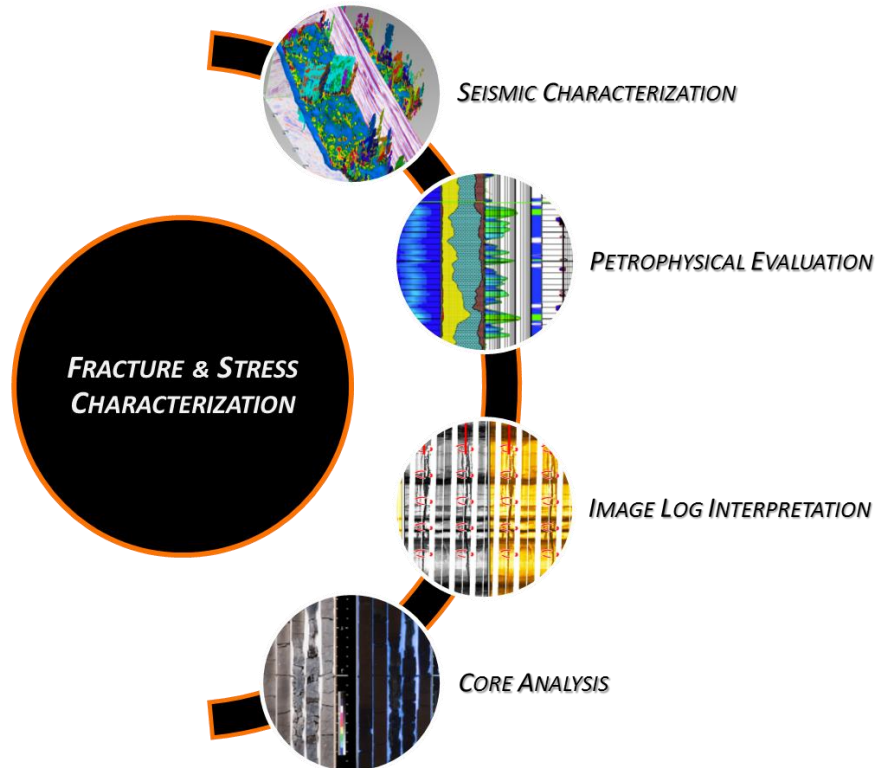 SEISMIC CHARACTERIZATION
PETROPHYSICAL EVALUATION
FRACTURE & STRESS
CHARACTERIZATION
IMAGE LOG INTERPRETATION
CORE ANALYSIS